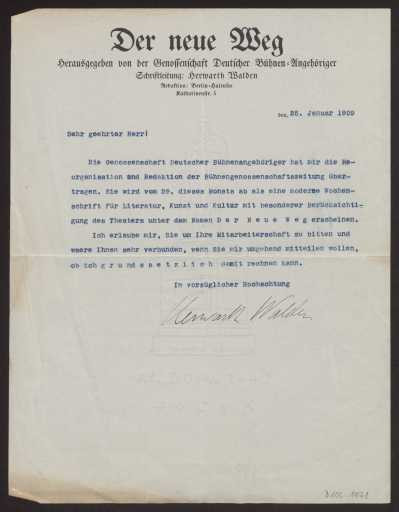 Der neue Weg
Herausgegeben von der Genossenschaft Deutscher Bühnen-Angehöriger
Schriftleitung: Herwarth Walden
Redaktion: Berlin-Halensee
Katharinenstr. 5
den, 25. Januar 1909
Sehr geehrter Herr!
Die Genossenschaft Deutscher Bühnenangehöriger hat mir die Re-
organisation und Redaktion der Bühnengenossenschaftszeitung über-
tragen. Sie wird vom 29. dieses Monats ab als eine moderne Wochen-
schrift für Literatur, Kunst und Kultur mit besonderer Berücksichti-
gung des Theaters unter dem Namen D e r  N e u e  W e g erscheinen.
Ich erlaube mir, Sie um Ihre Mitarbeiterschaft zu bitten und
waere Ihnen sehr verbunden, wenn Sie mir umgehend mitteilen wollen,
ob ich g r u n d s a e t z l i c h damit rechnen kann.
In vorzüglicher Hochachtung
Herwarth Walden